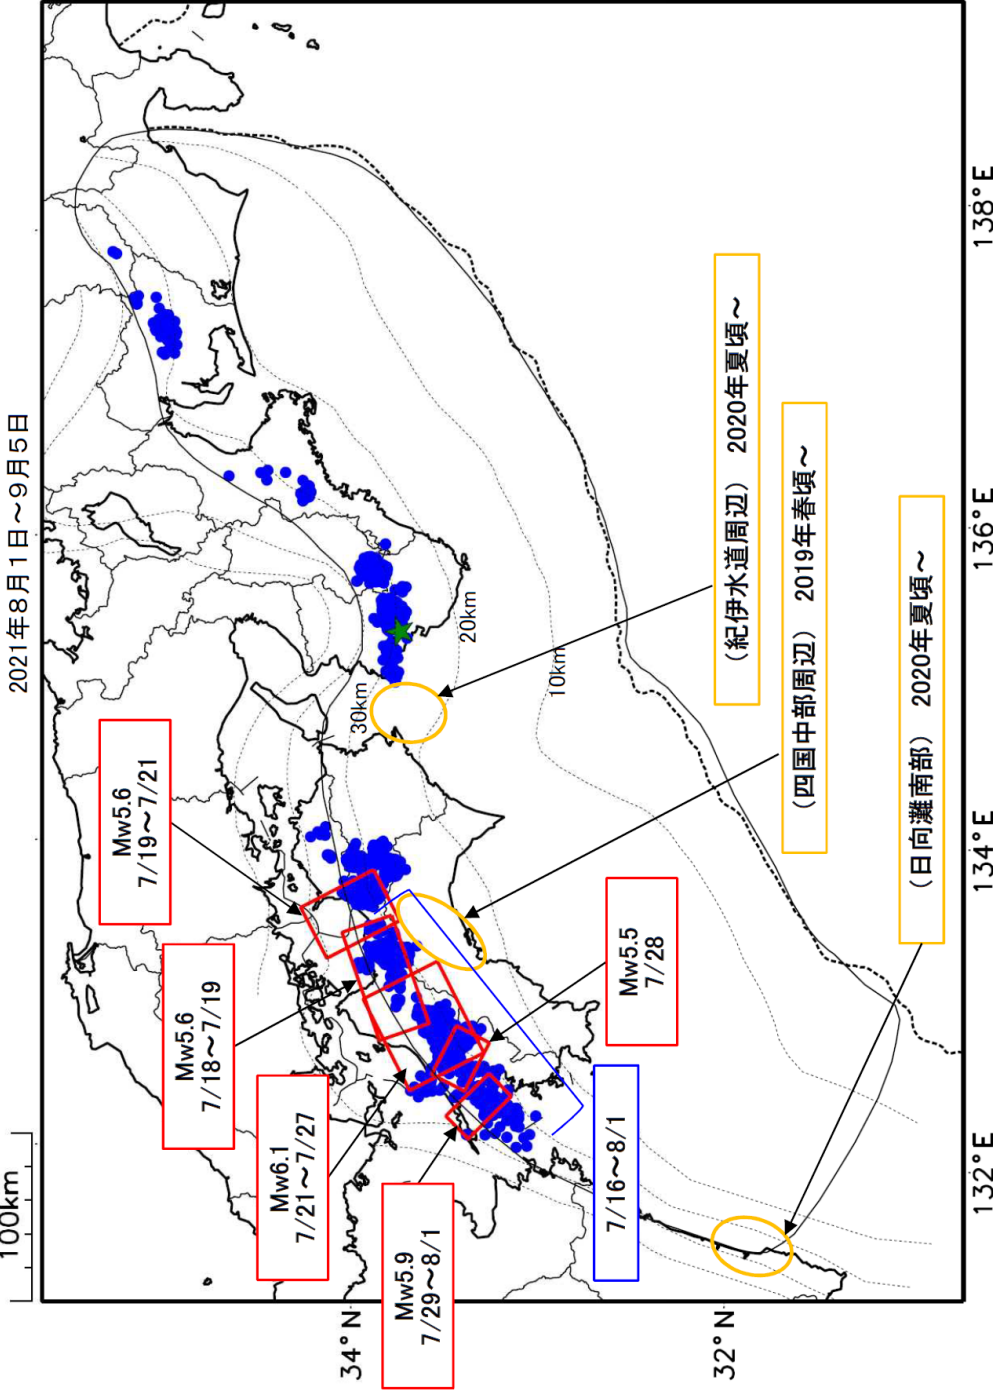 2021年8月1日～9月5日
100km
Mw5.6
7/19～7/21
Mw5.6
7/18～7/19
Mw6.1
7/21～7/27
Mw5.9
7/29～8/1
Mw5.5
7/28
7/16～8/1
30km
20km
10km
（紀伊水道周辺） 2020年夏頃～
（四国中部周辺） 2019年春頃～
（日向灘南部） 2020年夏頃～
34°N
32°N
132°E
134°E
136°E
138°E